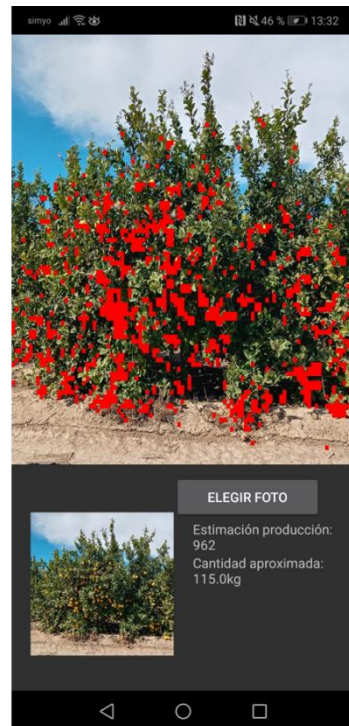 simyo 46 % 13:32
ELEGIR FOTO
Estimación producción:
962
Cantidad aproximada:
115.0kg